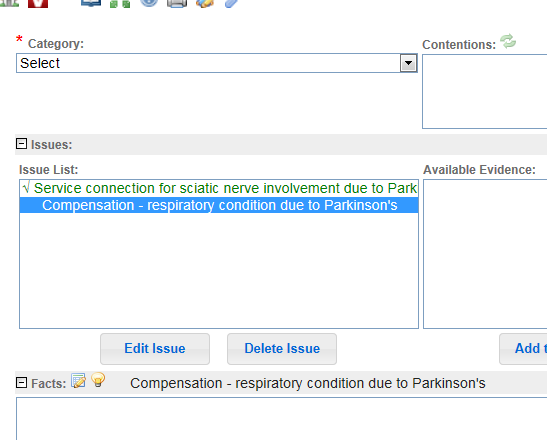 * Category:
Contentions:
Select
Issues:
Issue List:
Available Evidence:
√ Service connection for sciatic nerve involvement due to Park
Compensation - respiratory condition due to Parkinson's
Edit Issue
Delete Issue
Add t
Facts:
Compensation - respiratory condition due to Parkinson's